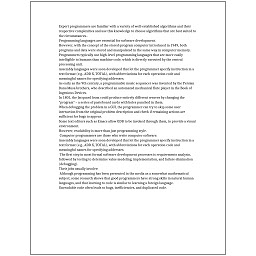 Expert programmers are familiar with a variety of well-established algorithms and their
respective complexities and use this knowledge to choose algorithms that are best suited to
the circumstances.
Programming languages are essential for software development.
However, with the concept of the stored-program computer introduced in 1949, both
programs and data were stored and manipulated in the same way in computer memory.
Programmers typically use high-level programming languages that are more easily
intelligible to humans than machine code, which is directly executed by the central
processing unit.
Assembly languages were soon developed that let the programmer specify instruction in a
text format (e.g., ADD X, TOTAL), with abbreviations for each operation code and
meaningful names for specifying addresses.
As early as the 9th century, a programmable music sequencer was invented by the Persian
Banu Musa brothers, who described an automated mechanical flute player in the Book of
Ingenious Devices.
In 1801, the Jacquard loom could produce entirely different weaves by changing the
"program" – a series of pasteboard cards with holes punched in them.
When debugging the problem in a GUI, the programmer can try to skip some user
interaction from the original problem description and check if remaining actions are
sufficient for bugs to appear.
Some text editors such as Emacs allow GDB to be invoked through them, to provide a visual
environment.
However, readability is more than just programming style.
Computer programmers are those who write computer software.
Assembly languages were soon developed that let the programmer specify instruction in a
text format (e.g., ADD X, TOTAL), with abbreviations for each operation code and
meaningful names for specifying addresses.
The first step in most formal software development processes is requirements analysis,
followed by testing to determine value modeling, implementation, and failure elimination
(debugging).
Their jobs usually involve:
Although programming has been presented in the media as a somewhat mathematical
subject, some research shows that good programmers have strong skills in natural human
languages, and that learning to code is similar to learning a foreign language.
Unreadable code often leads to bugs, inefficiencies, and duplicated code.